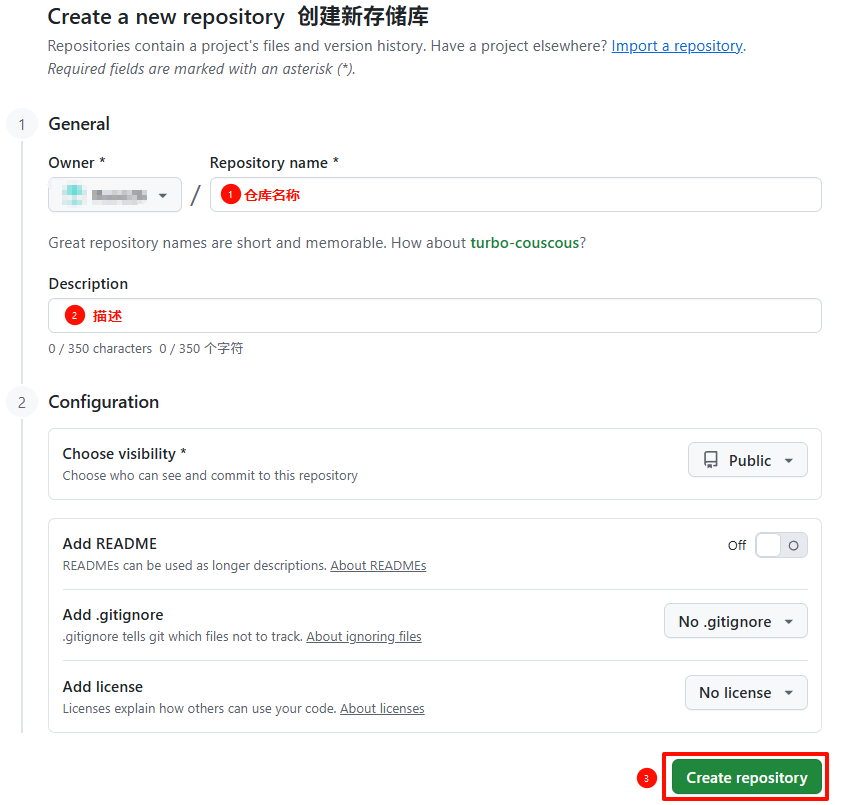 Create a new repository 创建新存储库
Repositories contain a project's files and version history. Have a project elsewhere? Import a repository.
Required fields are marked with an asterisk (*).
1 General
Owner * Repository name *
/ 1 仓库名称
Great repository names are short and memorable. How about turbo-couscous?
Description
2 描述
0 / 350 characters 0 / 350 个字符
2 Configuration
Choose visibility *
Public
Choose who can see and commit to this repository
Add README
Off
READMEs can be used as longer descriptions. About READMEs
Add .gitignore
No .gitignore
.gitignore tells git which files not to track. About ignoring files
Add license
No license
Licenses explain how others can use your code. About licenses
3 Create repository